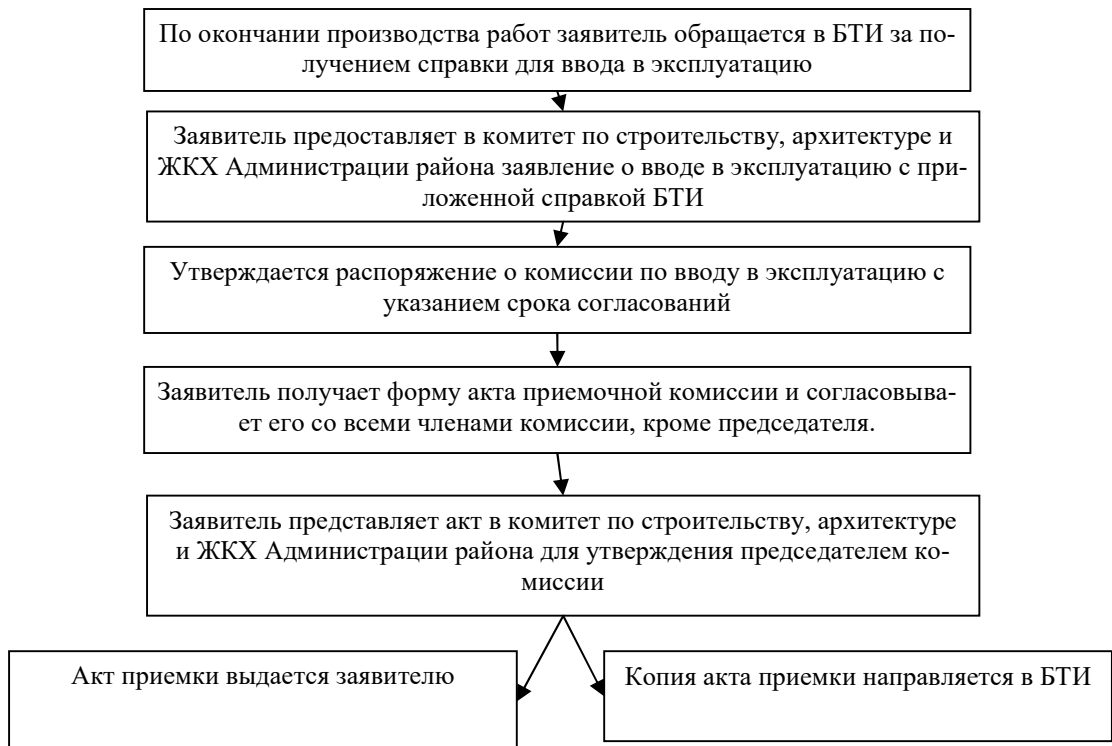 По окончании производства работ заявитель обращается в БТИ за по-
лучением справки для ввода в эксплуатацию
Заявитель предоставляет в комитет по строительству, архитектуре и
ЖКХ Администрации района заявление о вводе в эксплуатацию с при-
ложенной справкой БТИ
Утверждается распоряжение о комиссии по вводу в эксплуатацию с
указанием срока согласований
Заявитель получает форму акта приемочной комиссии и согласовыва-
ет его со всеми членами комиссии, кроме председателя.
Заявитель представляет акт в комитет по строительству, архитектуре
и ЖКХ Администрации района для утверждения председателем ко-
миссии
Акт приемки выдается заявителю
Копия акта приемки направляется в БТИ